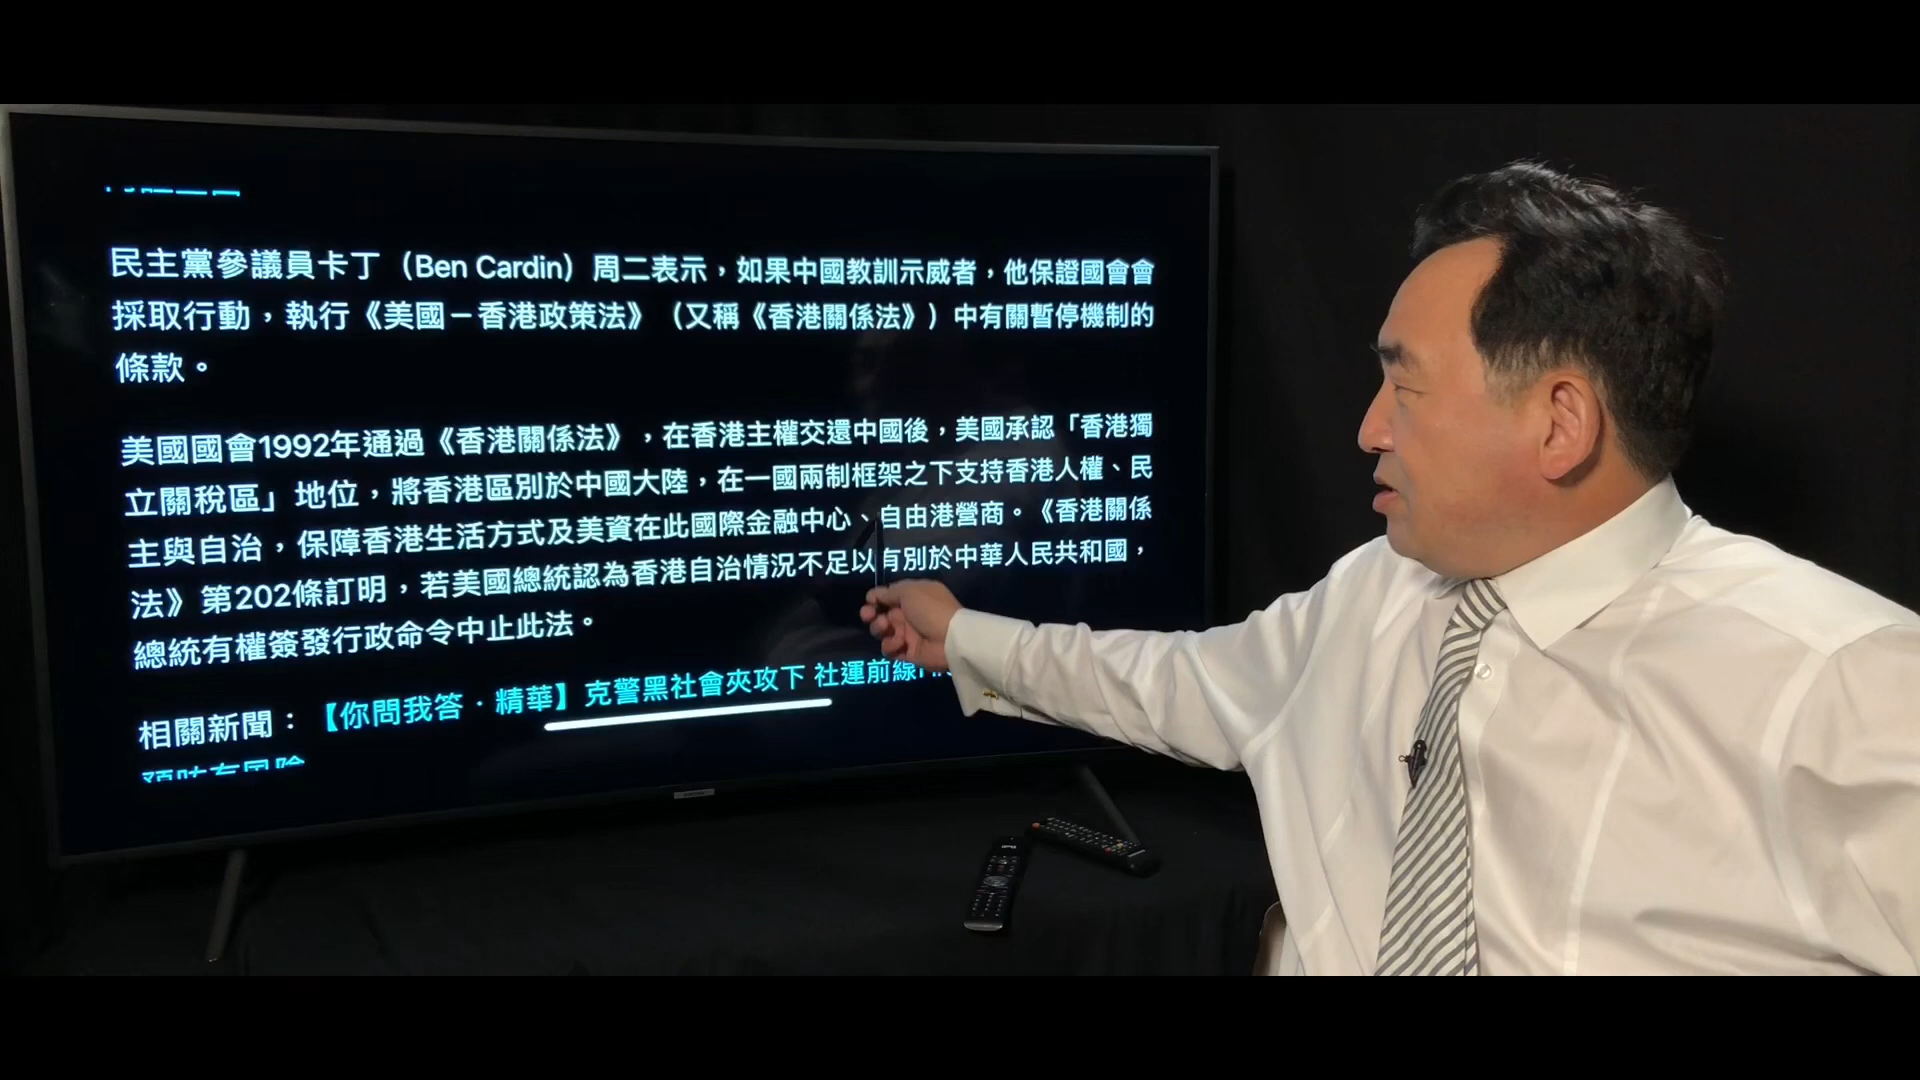 民主黨參議員卡丁（Ben Cardin）周二表示，如果中國教訓示威者，他保證國會會
採取行動，執行《美國－香港政策法》（又稱《香港關係法》）中有關暫停機制的
條款。
美國國會1992年通過《香港關係法》，在香港主權交還中國後，美國承認「香港獨
立關稅區」地位，將香港區別於中國大陸，在一國兩制框架之下支持香港人權、民
主與自治，保障香港生活方式及美資在此國際金融中心、自由港營商。《香港關係
法》第202條訂明，若美國總統認為香港自治情況不足以有別於中華人民共和國，
總統有權簽發行政命令中止此法。
相關新聞：【你問我答．精華】克警黑社會夾攻下 社運前線